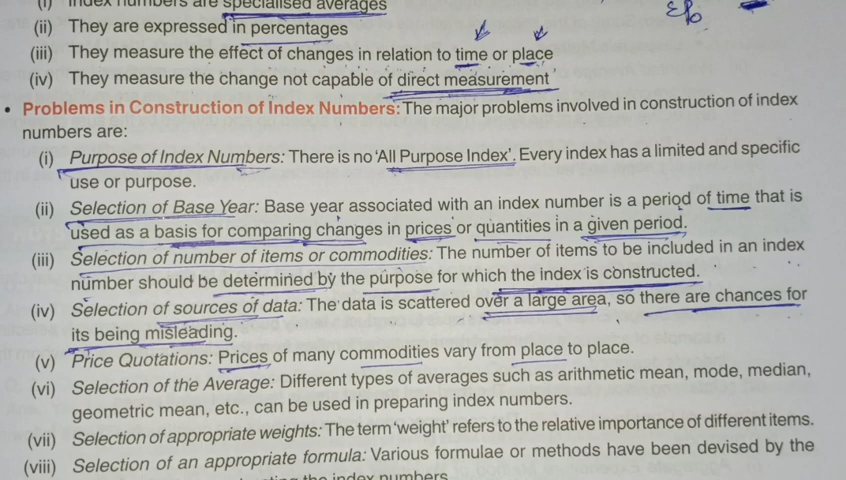 (i) Index numbers are specialised averages
(ii) They are expressed in percentages
(iii) They measure the effect of changes in relation to time or place
(iv) They measure the change not capable of direct measurement
• Problems in Construction of Index Numbers: The major problems involved in construction of index
numbers are:
(i) Purpose of Index Numbers: There is no ‘All Purpose Index’. Every index has a limited and specific
use or purpose.
(ii) Selection of Base Year: Base year associated with an index number is a period of time that is
used as a basis for comparing changes in prices or quantities in a given period.
(iii) Selection of number of items or commodities: The number of items to be included in an index
number should be determined by the purpose for which the index is constructed.
(iv) Selection of sources of data: The data is scattered over a large area, so there are chances for
its being misleading.
(v) Price Quotations: Prices of many commodities vary from place to place.
(vi) Selection of the Average: Different types of averages such as arithmetic mean, mode, median,
geometric mean, etc., can be used in preparing index numbers.
(vii) Selection of appropriate weights: The term ‘weight’ refers to the relative importance of different items.
(viii) Selection of an appropriate formula: Various formulae or methods have been devised by the
the index numbers